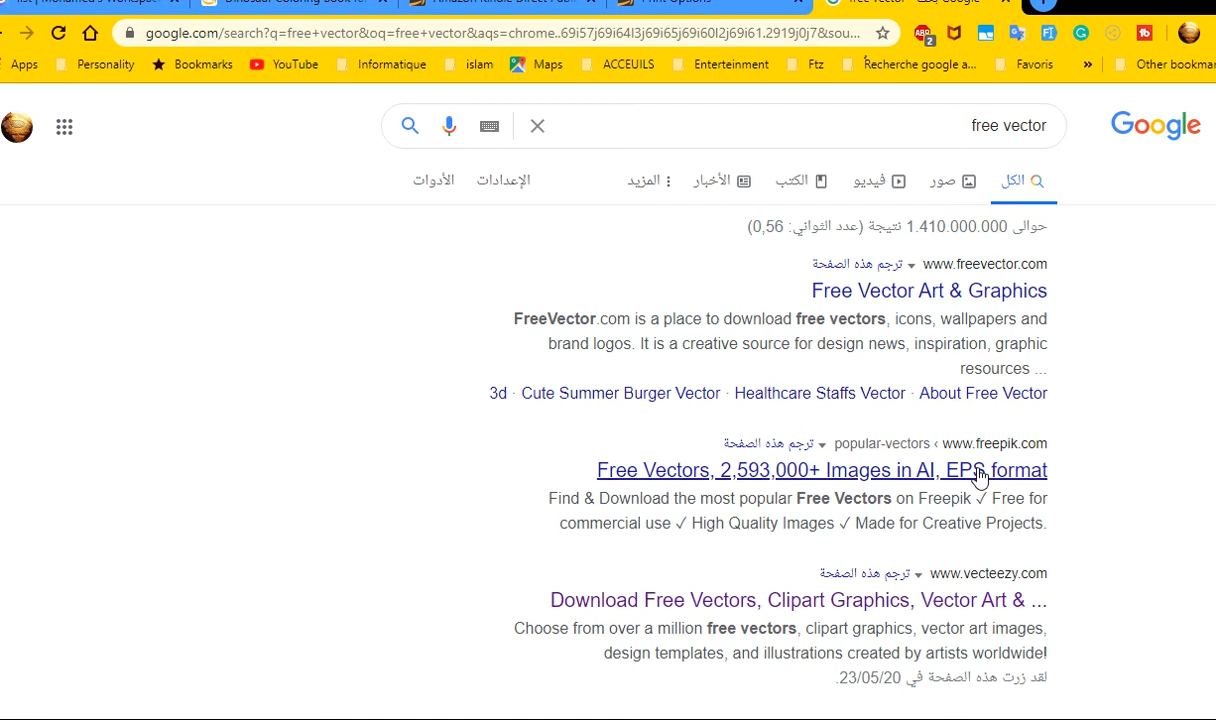 Dinosaur Coloring Book for
Print Options
google.com/search?q=free+vector&oq=free+vector&aqs=chrome..69i57j69i64l3j69i65j69i60l2j69i61.2919j0j7&sou...
2
Apps Personality Bookmarks YouTube Informatique islam Maps ACCEUILS Enterteinment Ftz Recherche google a... Favoris » Other bookmar
free vector
Google
الكل صور فيديو الكتب الأخبار المزيد الإعدادات الأدوات
حوالى 1.410.000.000 نتيجة (عدد الثواني: 0,56)
www.freevector.com ▾ ترجم هذه الصفحة
Free Vector Art & Graphics
FreeVector.com is a place to download free vectors, icons, wallpapers and
brand logos. It is a creative source for design news, inspiration, graphic
resources ...
3d · Cute Summer Burger Vector · Healthcare Staffs Vector · About Free Vector
www.freepik.com › popular-vectors ▾ ترجم هذه الصفحة
Free Vectors, 2,593,000+ Images in AI, EPS format
Find & Download the most popular Free Vectors on Freepik ✓ Free for
commercial use ✓ High Quality Images ✓ Made for Creative Projects.
www.vecteezy.com ▾ ترجم هذه الصفحة
Download Free Vectors, Clipart Graphics, Vector Art & ...
Choose from over a million free vectors, clipart graphics, vector art images,
design templates, and illustrations created by artists worldwide!
لقد زرت هذه الصفحة في 23/05/20.